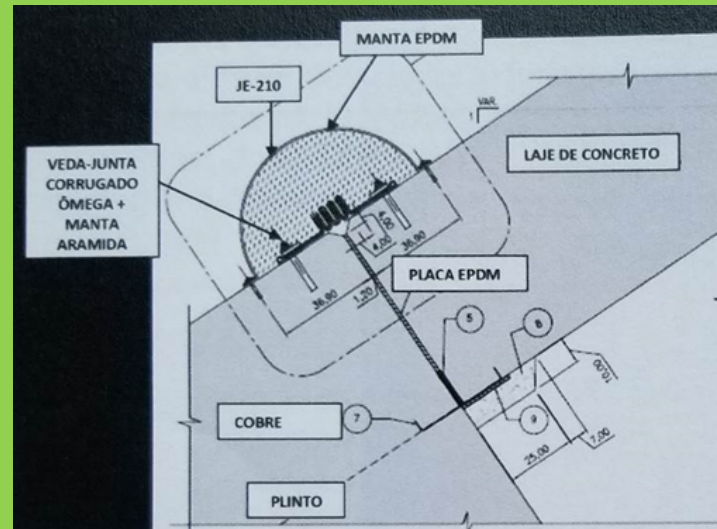 MANTA EPDM
JE-210
VAR.
1
LAJE DE CONCRETO
VEDA-JUNTA
CORRUGADO
ÔMEGA +
MANTA
ARAMIDA
4,90
4,00
36,90
36,90
1,20
PLACA EPDM
5
8
10,00
COBRE
7
9
7,00
25,00
PLINTO